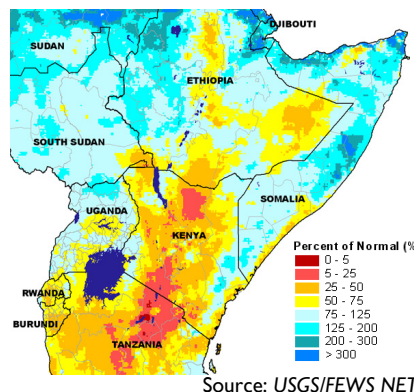 DJIBOUTI
SUDAN
ETHIOPIA
SOUTH SUDAN
SOMALIA
UGANDA
KENYA
RWANDA
BURUNDI
TANZANIA
Percent of Normal (%
0 - 5
5 - 25
25 - 50
50 - 75
75 - 125
125 - 200
200 - 300
> 300
Source: USGS/FEWS NET